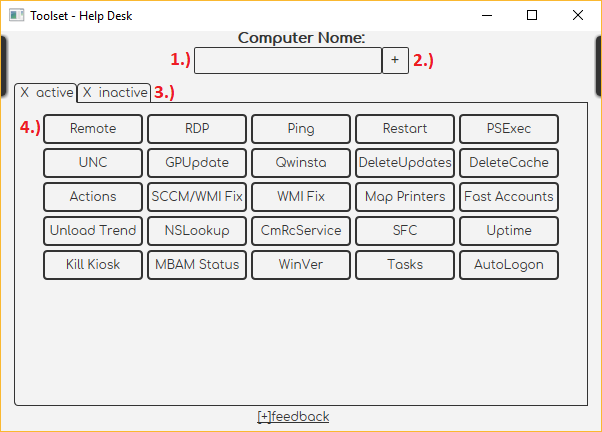 Toolset - Help Desk
Computer Nome:
1.) + 2.)
X active X inactive 3.)
4.) Remote RDP Ping Restart PSExec
UNC GPUpdate Qwinsta DeleteUpdates DeleteCache
Actions SCCM/WMI Fix WMI Fix Map Printers Fast Accounts
Unload Trend NSLookup CmRcService SFC Uptime
Kill Kiosk MBAM Status WinVer Tasks AutoLogon
[+]feedback